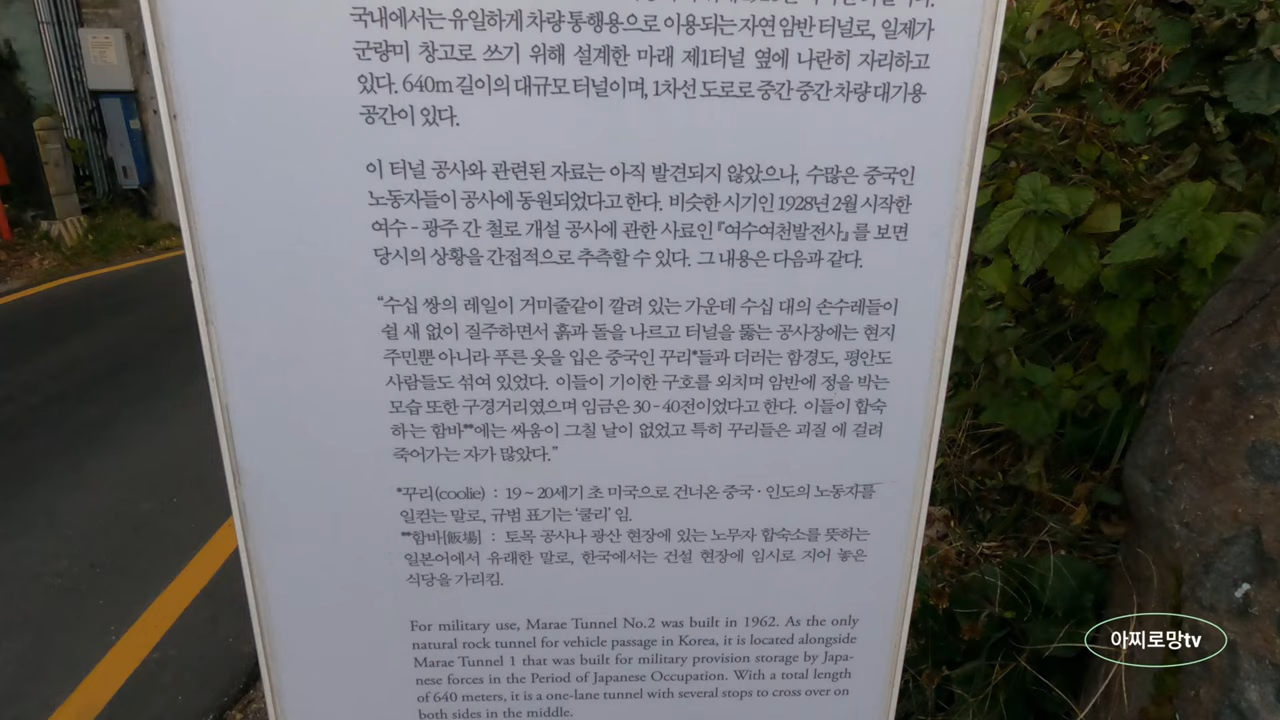 국내에서는 유일하게 차량 통행용으로 이용되는 자연 암반 터널로, 일제가
군량미 창고로 쓰기 위해 설계한 마래 제1터널 옆에 나란히 자리하고
있다. 640m 길이의 대규모 터널이며, 1차선 도로로 중간 중간 차량 대기용
공간이 있다.
이 터널 공사와 관련된 자료는 아직 발견되지 않았으나, 수많은 중국인
노동자들이 공사에 동원되었다고 한다. 비슷한 시기인 1928년 2월 시작한
여수 - 광주 간 철로 개설 공사에 관한 사료인 『여수여천발전사』를 보면
당시의 상황을 간접적으로 추측할 수 있다. 그 내용은 다음과 같다.
“수십 쌍의 레일이 거미줄같이 깔려 있는 가운데 수십 대의 손수레들이
쉴 새 없이 질주하면서 흙과 돌을 나르고 터널을 뚫는 공사장에는 현지
주민뿐 아니라 푸른 옷을 입은 중국인 꾸리*들과 더러는 함경도, 평안도
사람들도 섞여 있었다. 이들이 기이한 구호를 외치며 암반에 정을 박는
모습 또한 구경거리였으며 임금은 30 - 40전이었다고 한다. 이들이 합숙
하는 함바**에는 싸움이 그칠 날이 없었고 특히 꾸리들은 괴질 에 걸려
죽어가는 자가 많았다.”
*꾸리(coolie) : 19 ~ 20세기 초 미국으로 건너온 중국·인도의 노동자를
일컫는 말로, 규범 표기는 ‘쿨리’ 임.
**함바[飯場] : 토목 공사나 광산 현장에 있는 노무자 합숙소를 뜻하는
일본어에서 유래한 말로, 한국에서는 건설 현장에 임시로 지어 놓은
식당을 가리킴.
For military use, Marae Tunnel No.2 was built in 1962. As the only
natural rock tunnel for vehicle passage in Korea, it is located alongside
Marae Tunnel 1 that was built for military provision storage by Japa-
nese forces in the Period of Japanese Occupation. With a total length
of 640 meters, it is a one-lane tunnel with several stops to cross over on
both sides in the middle.
아찌로망tv